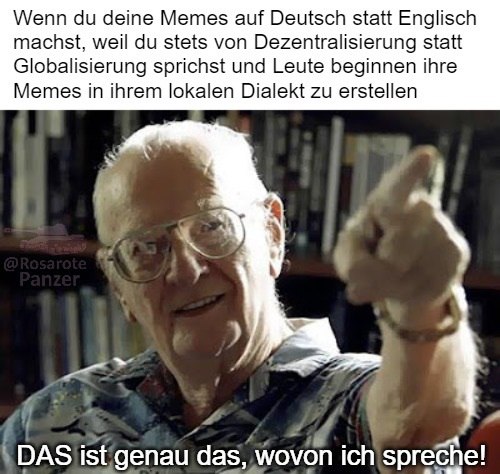 Wenn du deine Memes auf Deutsch statt Englisch
machst, weil du stets von Dezentralisierung statt
Globalisierung sprichst und Leute beginnen ihre
Memes in ihrem lokalen Dialekt zu erstellen
@Rosarote
Panzer
DAS ist genau das, wovon ich spreche!